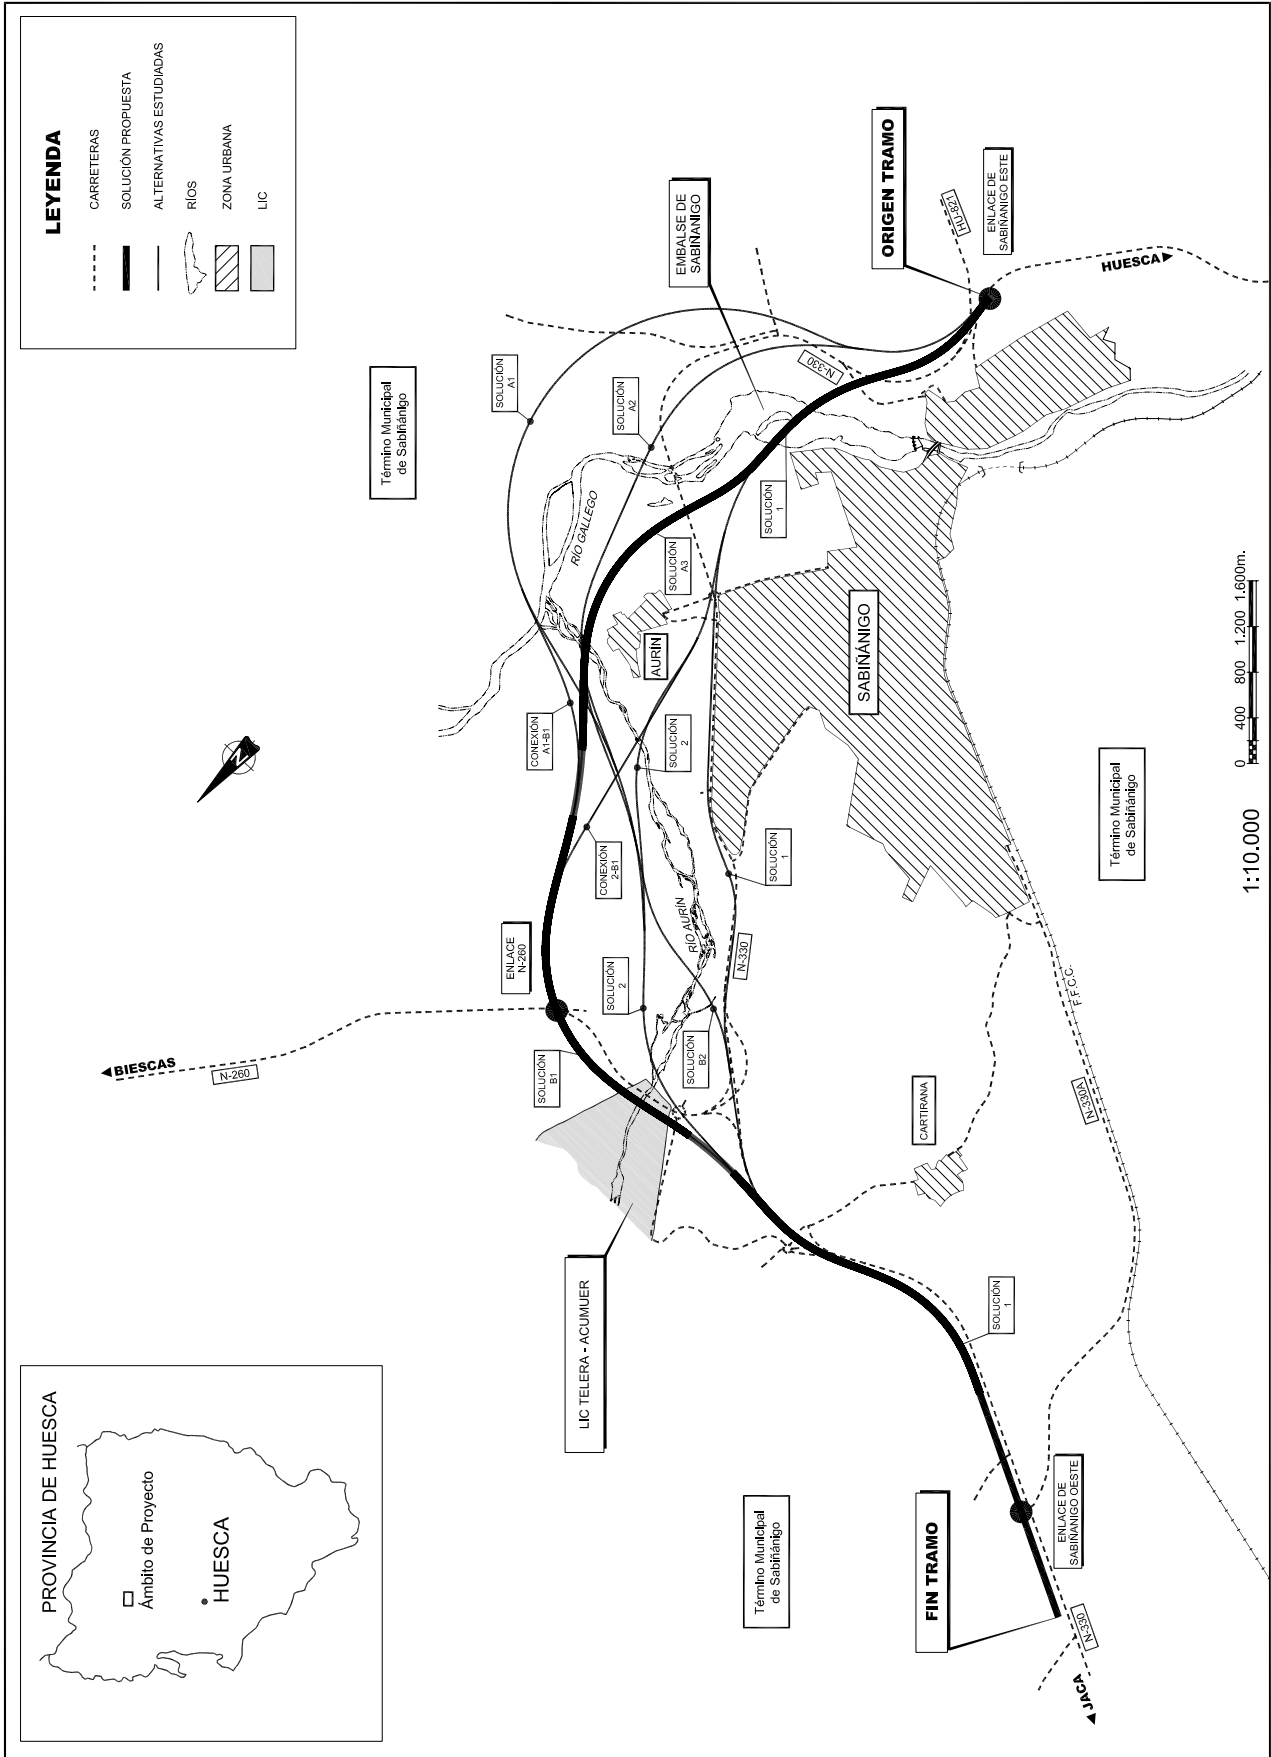 LEYENDA
CARRETERAS
SOLUCIÓN PROPUESTA
ALTERNATIVAS ESTUDIADAS
RÍOS
ZONA URBANA
LIC
PROVINCIA DE HUESCA
Ámbito de Proyecto
HUESCA
Término Municipal
de Sabiñánigo
EMBALSE DE
SABIÑANIGO
ORIGEN TRAMO
HU-821
ENLACE DE
SABIÑANIGO ESTE
HUESCA
SOLUCIÓN
A1
SOLUCIÓN
A2
N-330
RÍO GALLEGO
SOLUCIÓN
1
SOLUCIÓN
A3
AURÍN
SABIÑÁNIGO
CONEXIÓN
A1-B1
SOLUCIÓN
2
CONEXIÓN
2-B1
SOLUCIÓN
1
RÍO AURÍN
N-330
ENLACE
N-260
SOLUCIÓN
2
SOLUCIÓN
B2
SOLUCIÓN
B1
BIESCAS
N-260
Término Municipal
de Sabiñánigo
0 400 800 1.200 1.600m.
1:10.000
F.F.C.C.
N-330A
CARTIRANA
LIC TELERA - ACUMUER
SOLUCIÓN
1
Término Municipal
de Sabiñánigo
FIN TRAMO
ENLACE DE
SABIÑANIGO OESTE
N-330
JACA
N